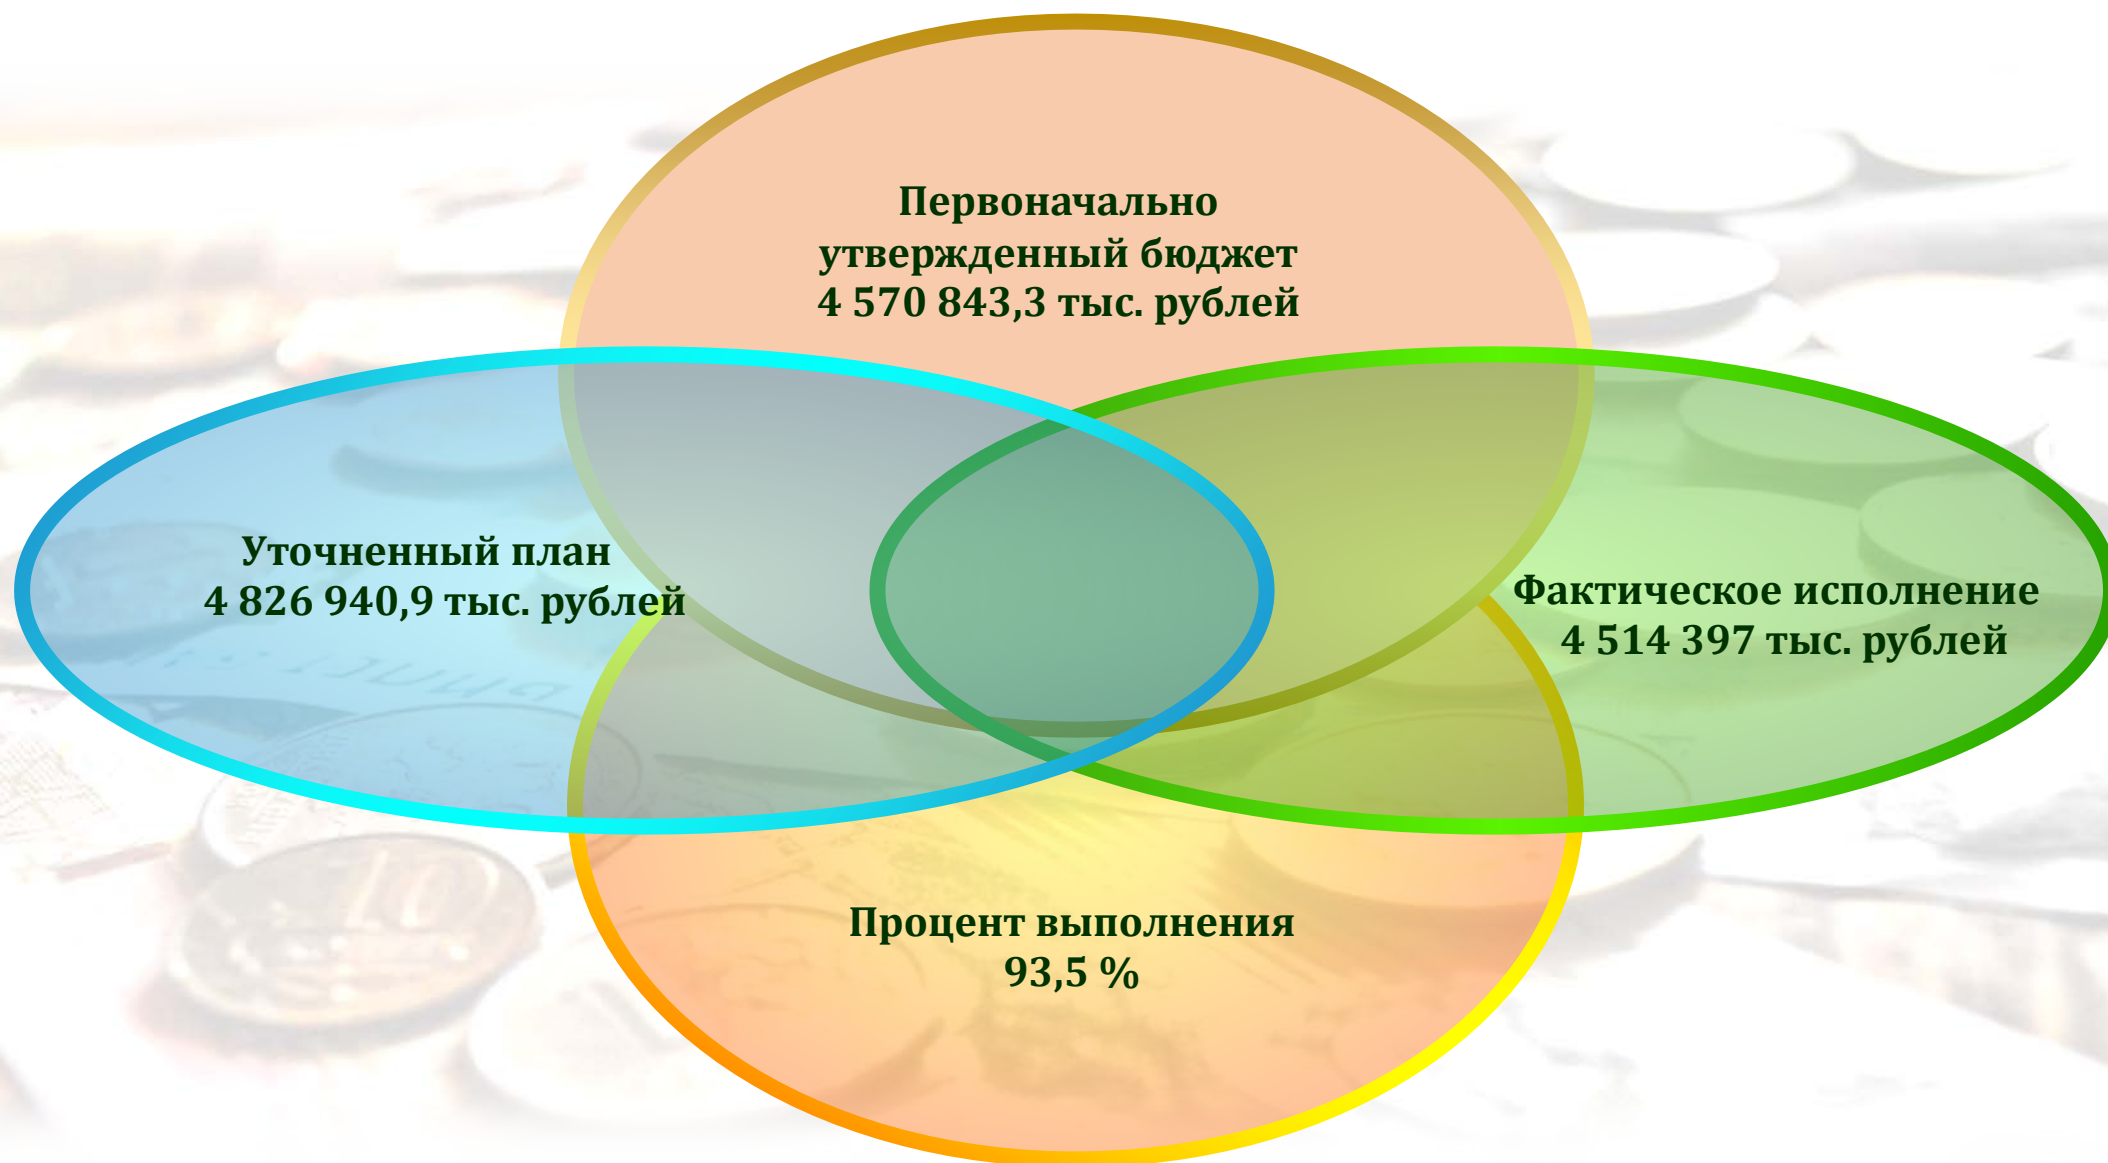 Первоначально
утвержденный бюджет
4 570 843,3 тыс. рублей
Уточненный план
4 826 940,9 тыс. рублей
Фактическое исполнение
4 514 397 тыс. рублей
Процент выполнения
93,5 %
10